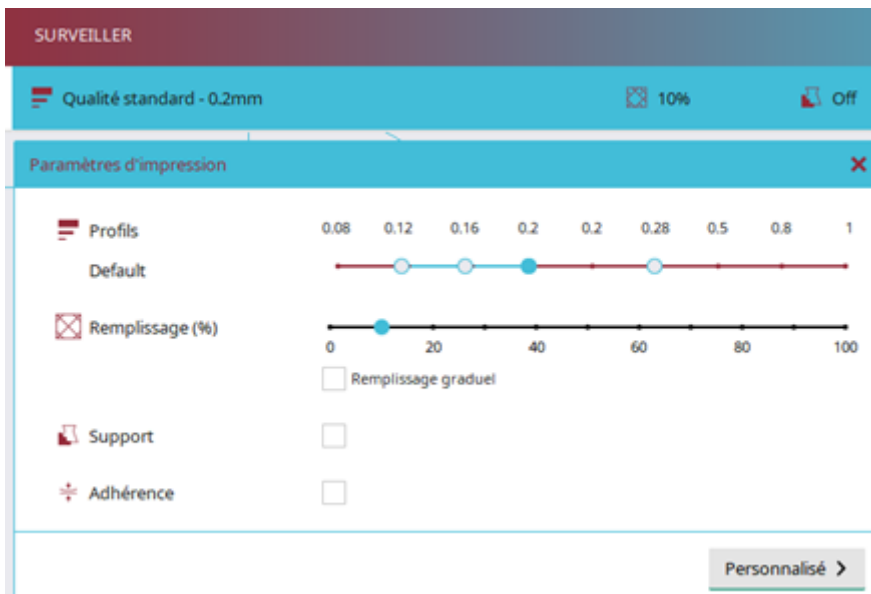 SURVEILLER
Qualité standard - 0.2mm 10% Off
Paramètres d'impression
Profils 0.08 0.12 0.16 0.2 0.2 0.28 0.5 0.8 1
Default
Remplissage (%)
0 20 40 60 80 100
Remplissage graduel
Support
Adhérence
Personnalisé